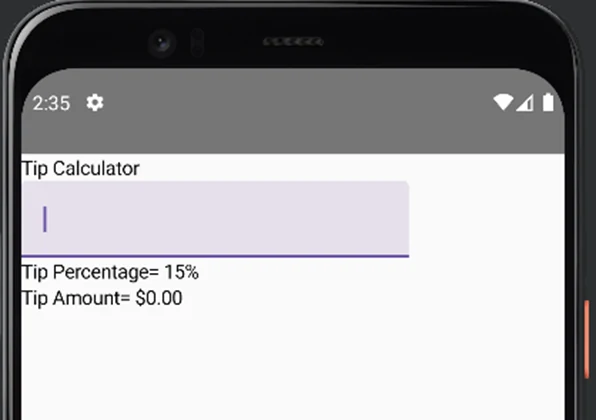 2:35
Tip Calculator
Tip Percentage= 15%
Tip Amount= $0.00